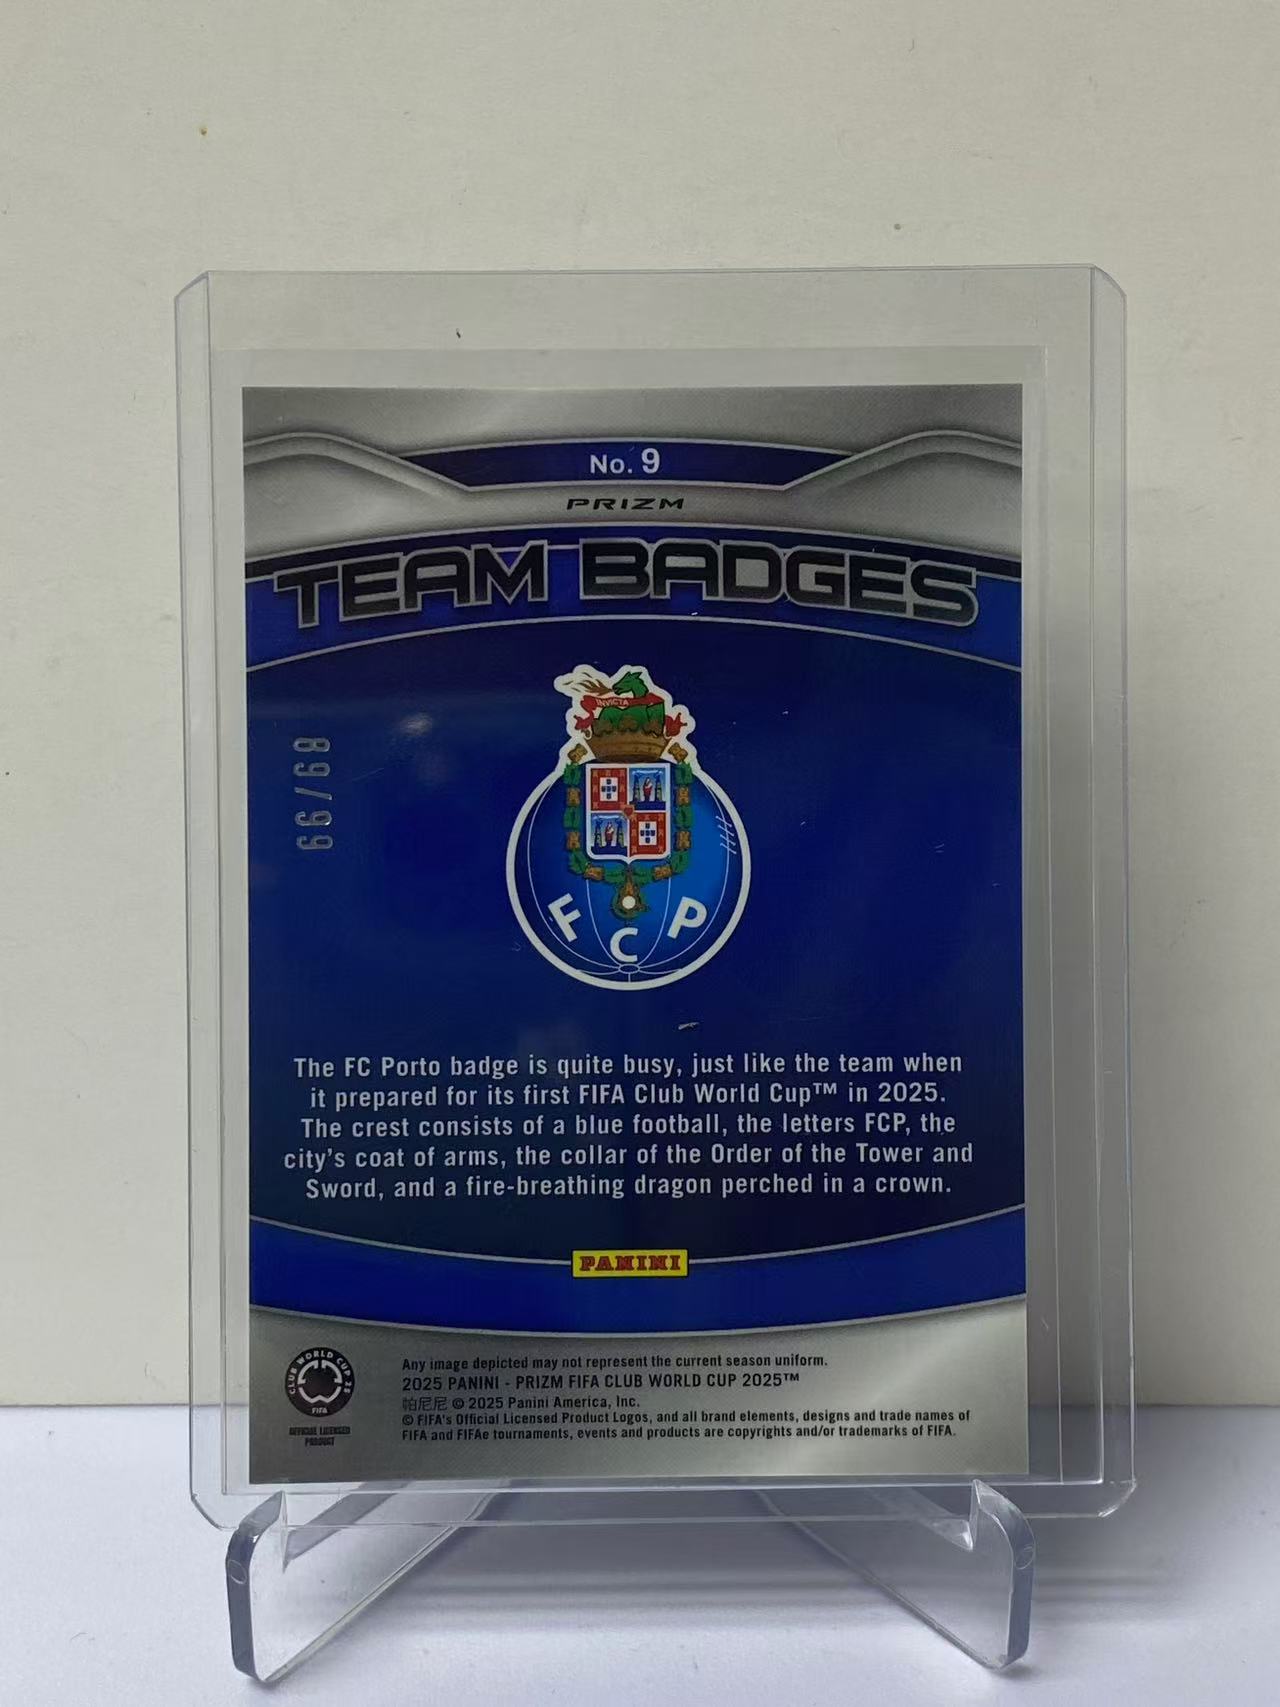 No. 9
PRIZM
TEAM BADGES
89/99
INVICTA
F C P
The FC Porto badge is quite busy, just like the team when
it prepared for its first FIFA Club World Cup™ in 2025.
The crest consists of a blue football, the letters FCP, the
city's coat of arms, the collar of the Order of the Tower and
Sword, and a fire-breathing dragon perched in a crown.
PANINI
CLUB WORLD CUP 25
FIFA
OFFICIAL LICENSED
PRODUCT
Any image depicted may not represent the current season uniform.
2025 PANINI - PRIZM FIFA CLUB WORLD CUP 2025™
帕尼尼 © 2025 Panini America, Inc.
© FIFA's Official Licensed Product Logos, and all brand elements, designs and trade names of
FIFA and FIFAe tournaments, events and products are copyrights and/or trademarks of FIFA.